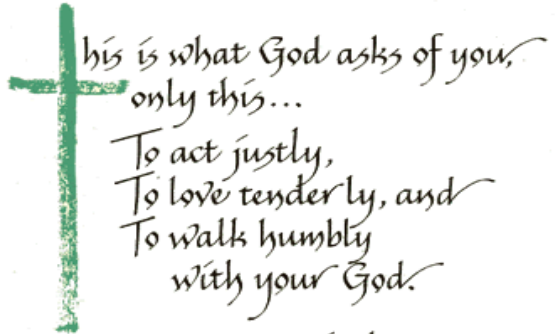 This is what God asks of you,
only this...
To act justly,
To love tenderly, and
To walk humbly
with your God.